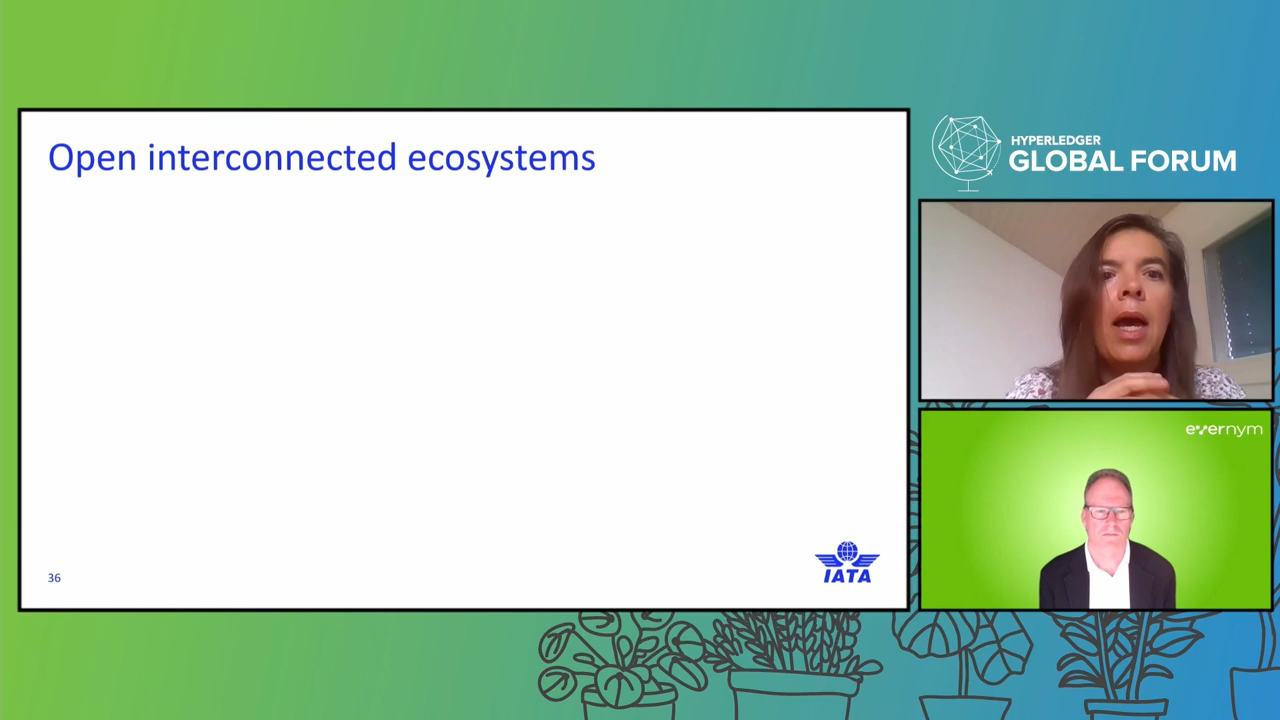 Open interconnected ecosystems
36
IATA
HYPERLEDGER
GLOBAL FORUM
evernym